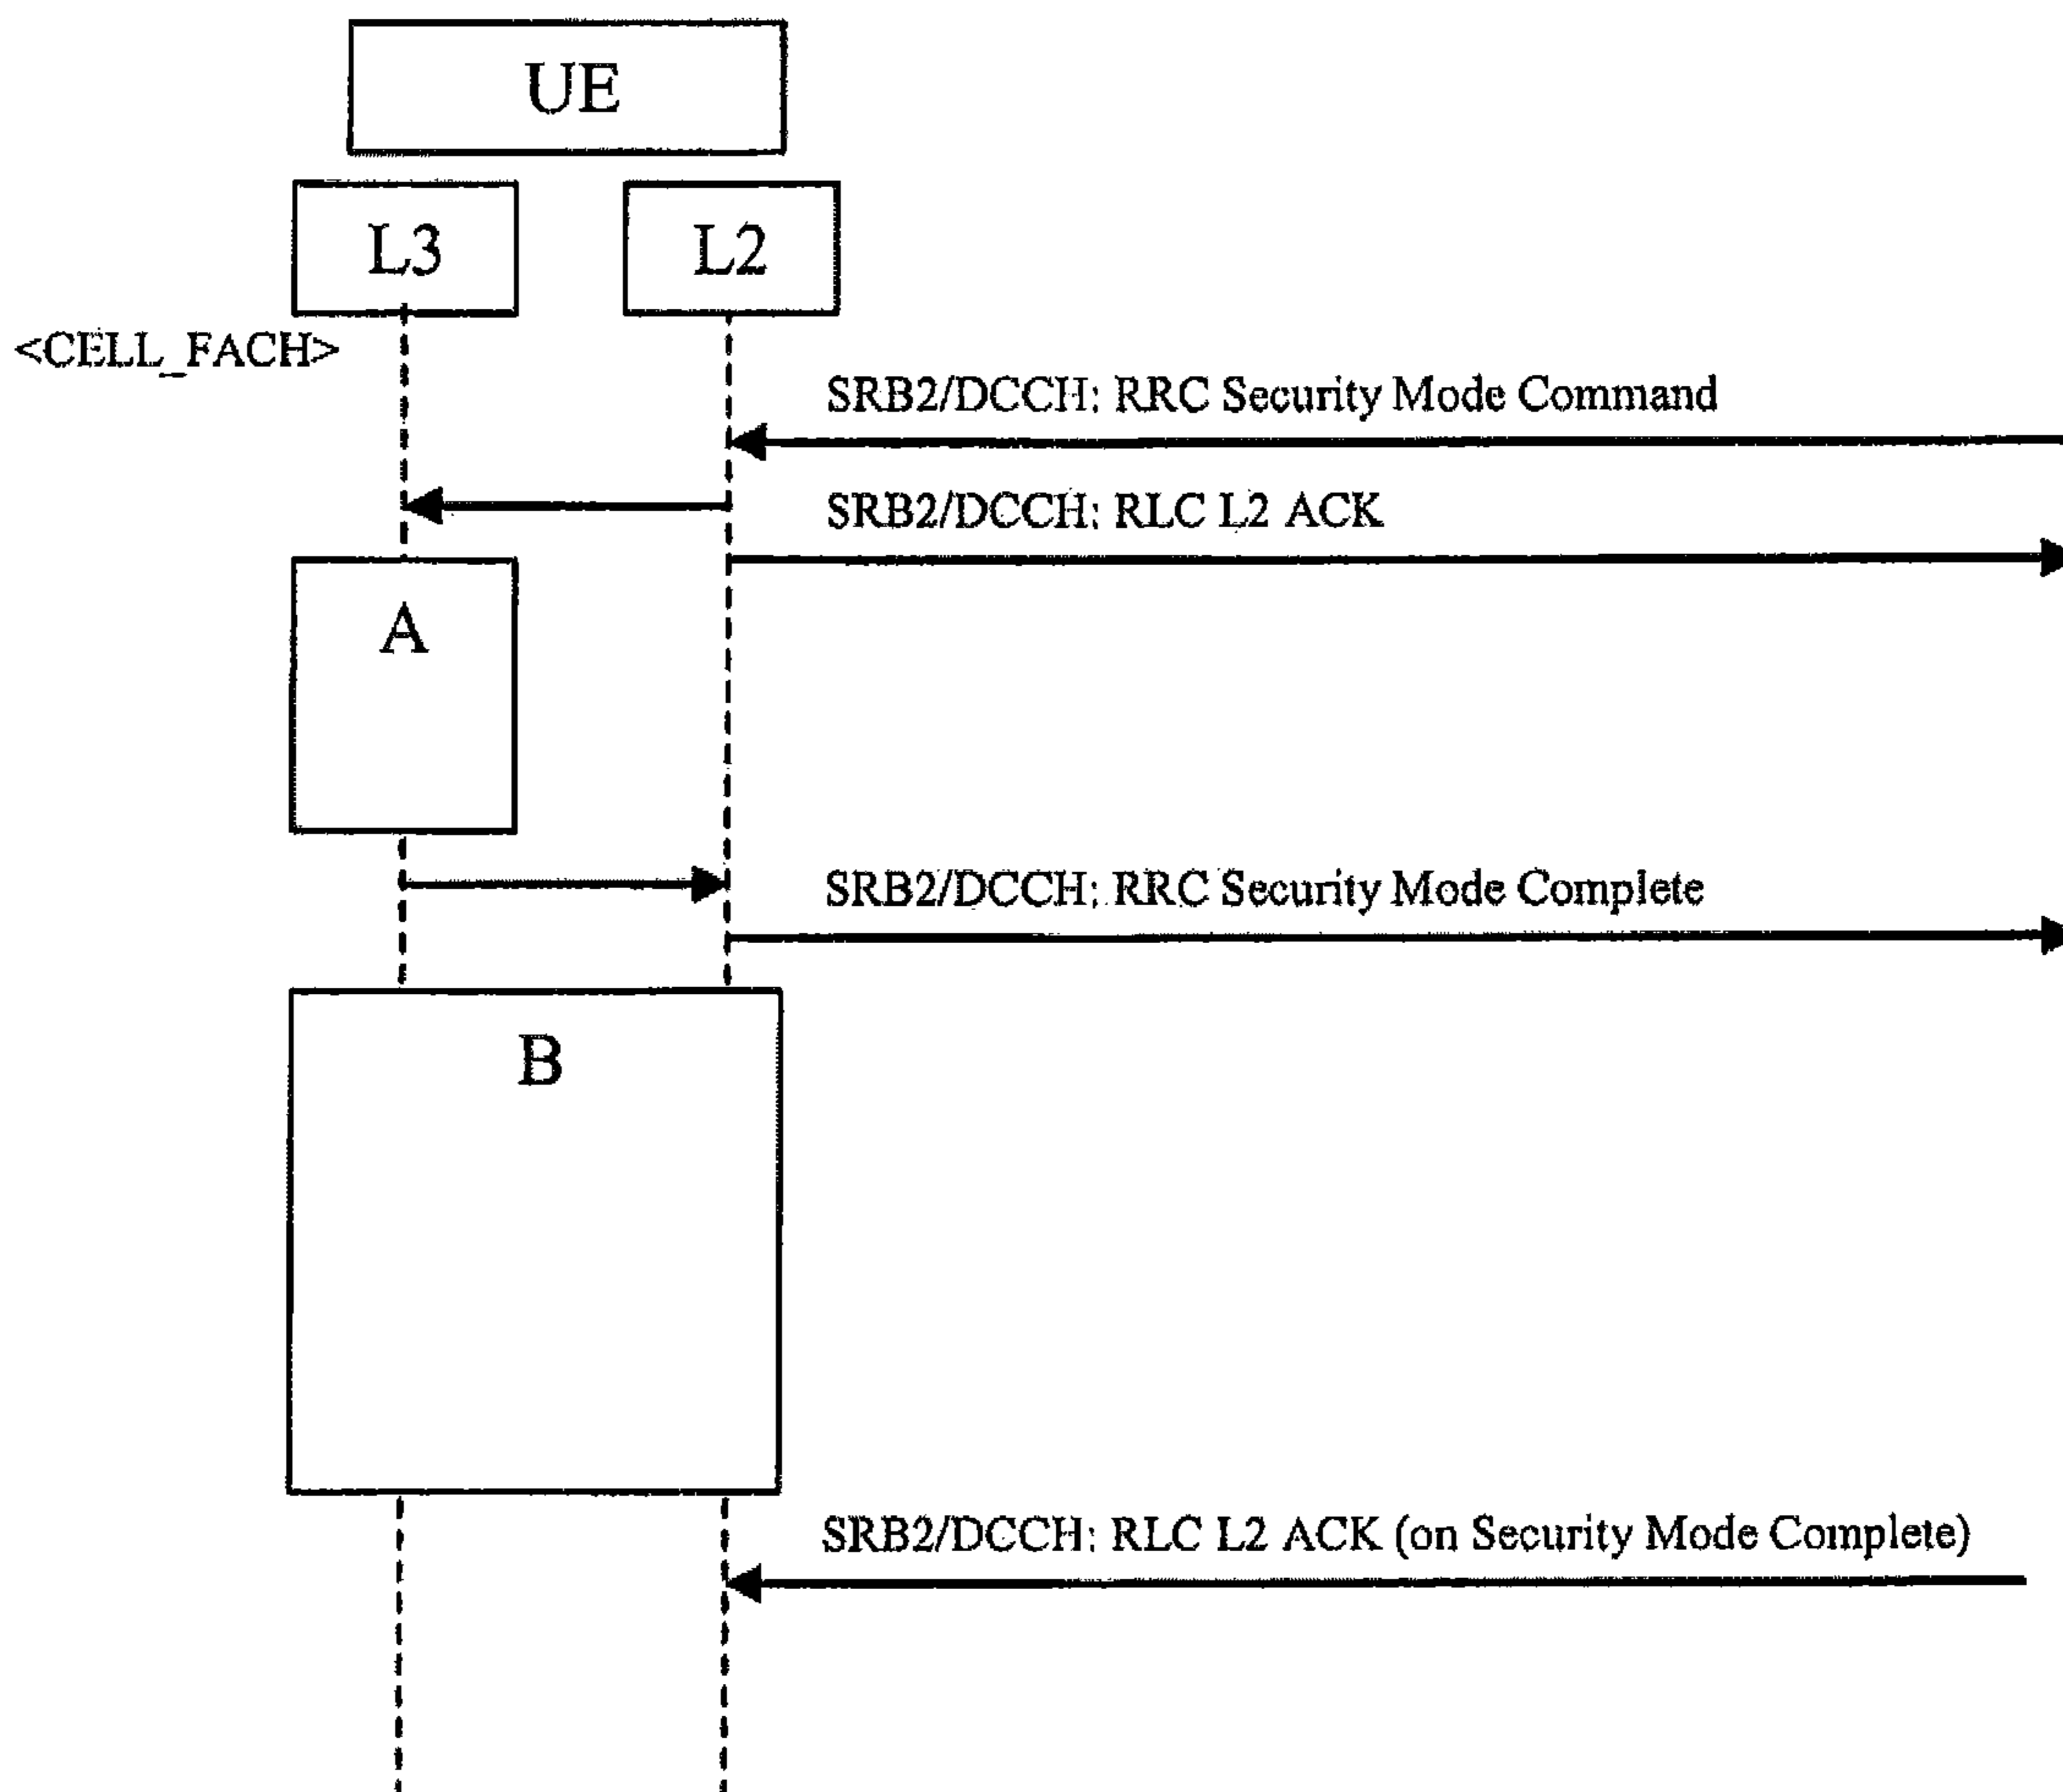 UE
L3
L2
<CELL_FACH>
SRB2/DCCH: RRC Security Mode Command
SRB2/DCCH: RLC L2 ACK
A
SRB2/DCCH: RRC Security Mode Complete
B
SRB2/DCCH: RLC L2 ACK (on Security Mode Complete)